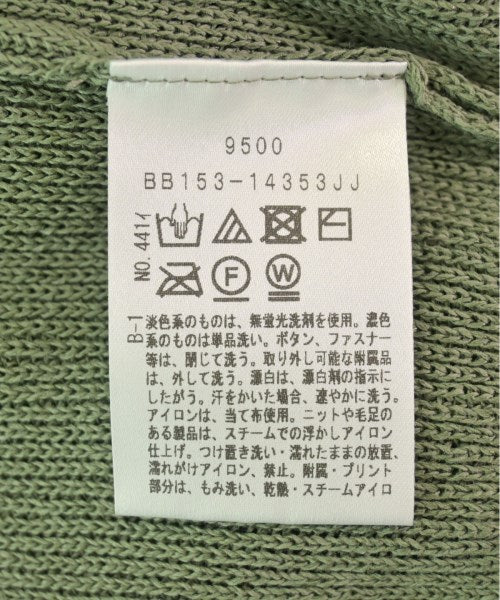 9500
BB153-14353JJ
NO.441イ
F
W
B-1
淡色系のものは、無蛍光洗剤を使用。濃色
系のものは単品洗い。ボタン、ファスナー
等は、閉じて洗う。取り外し可能な附属品
は、外して洗う。漂白は、漂白剤の指示に
したがう。汗をかいた場合、速やかに洗う。
アイロンは、当て布使用。ニットや毛足の
ある製品は、スチームでの浮かしアイロン
仕上げ。つけ置き洗い・濡れたままの放置、
濡れがけアイロン、禁止。附属・プリント
部分は、もみ洗い、乾熱・スチームアイロ